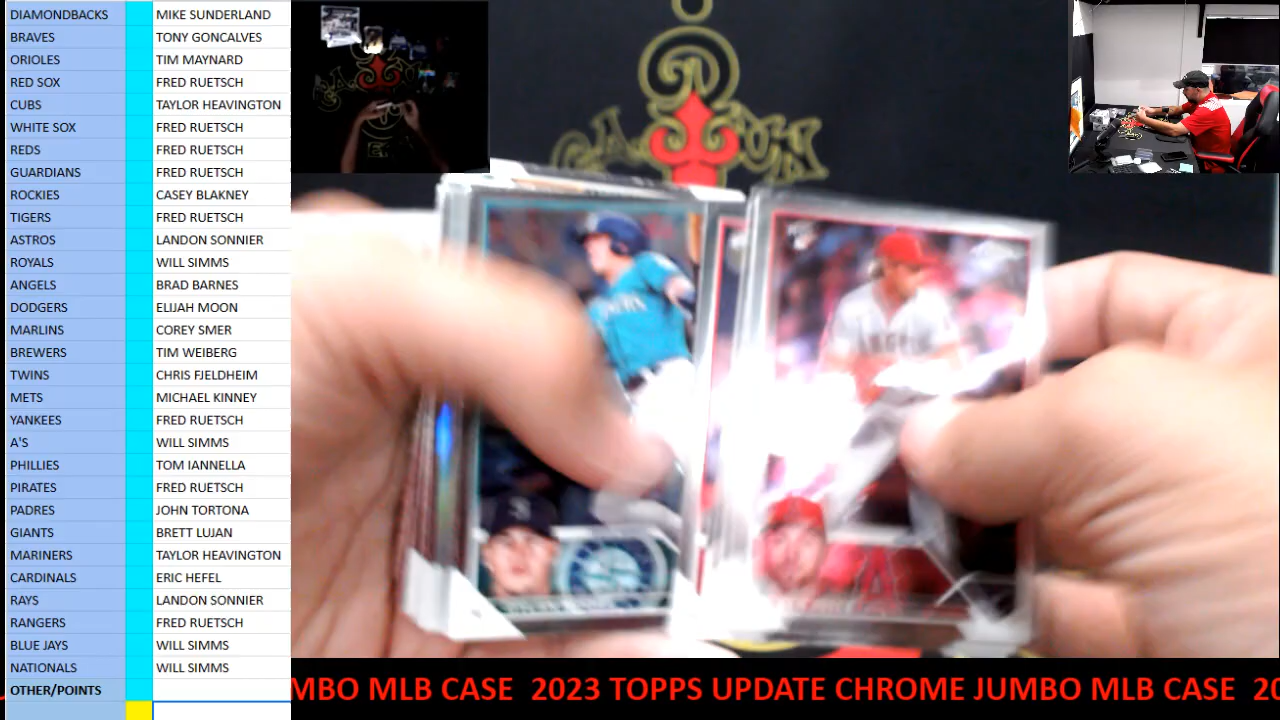 DIAMONDBACKS MIKE SUNDERLAND
BRAVES TONY GONCALVES
ORIOLES TIM MAYNARD
RED SOX FRED RUETSCH
CUBS TAYLOR HEAVINGTON
WHITE SOX FRED RUETSCH
REDS FRED RUETSCH
GUARDIANS FRED RUETSCH
ROCKIES CASEY BLAKNEY
TIGERS FRED RUETSCH
ASTROS LANDON SONNIER
ROYALS WILL SIMMS
ANGELS BRAD BARNES
DODGERS ELIJAH MOON
MARLINS COREY SMER
BREWERS TIM WEIBERG
TWINS CHRIS FJELDHEIM
METS MICHAEL KINNEY
YANKEES FRED RUETSCH
A'S WILL SIMMS
PHILLIES TOM IANNELLA
PIRATES FRED RUETSCH
PADRES JOHN TORTONA
GIANTS BRETT LUJAN
MARINERS TAYLOR HEAVINGTON
CARDINALS ERIC HEFEL
RAYS LANDON SONNIER
RANGERS FRED RUETSCH
BLUE JAYS WILL SIMMS
NATIONALS WILL SIMMS
OTHER/POINTS
MBO MLB CASE 2023 TOPPS UPDATE CHROME JUMBO MLB CASE 20